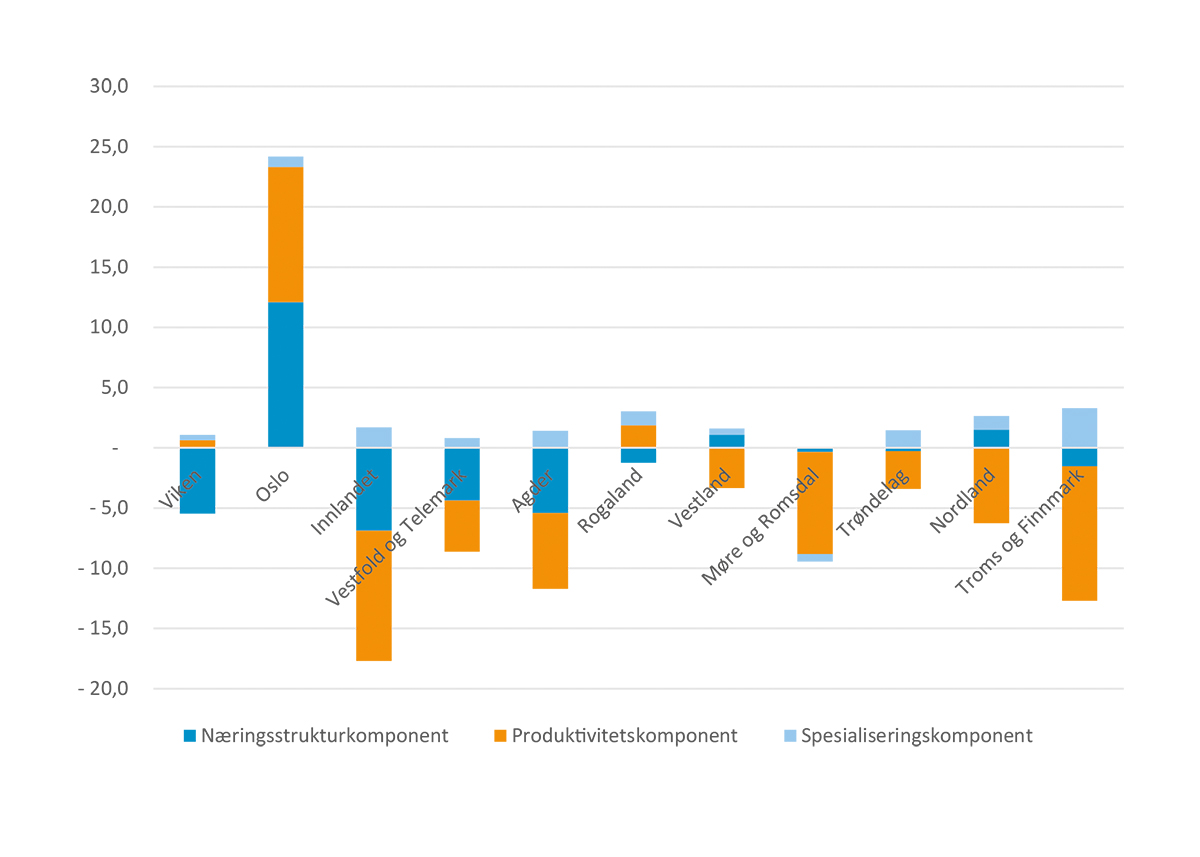 30,0
25,0
20,0
15,0
10,0
5,0
-
- 5,0
- 10,0
- 15,0
- 20,0
Viken
Oslo
Innlandet
Vestfold og Telemark
Agder
Rogaland
Vestland
Møre og Romsdal
Trøndelag
Nordland
Troms og Finnmark
Næringsstrukturkomponent
Produktivitetskomponent
Spesialiseringskomponent